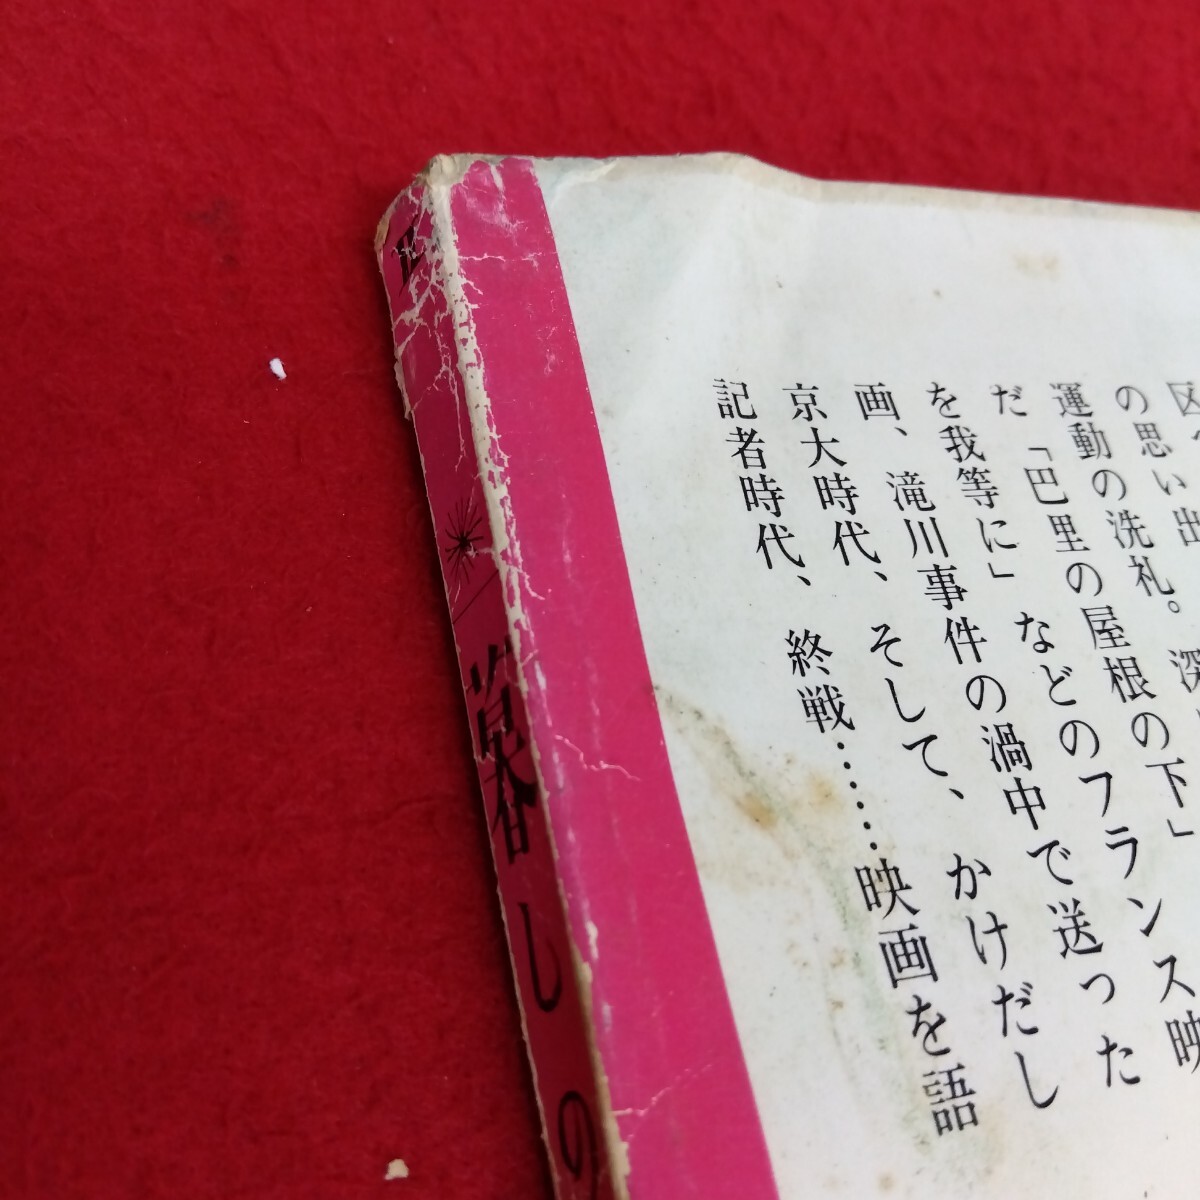 の思い出
運動の洗礼。深
だ「巴里の屋根の下」
を我等に」などのフランス映
画、滝川事件の渦中で送った
京大時代、そして、かけだし
記者時代、終戦……映画を語
暮しの